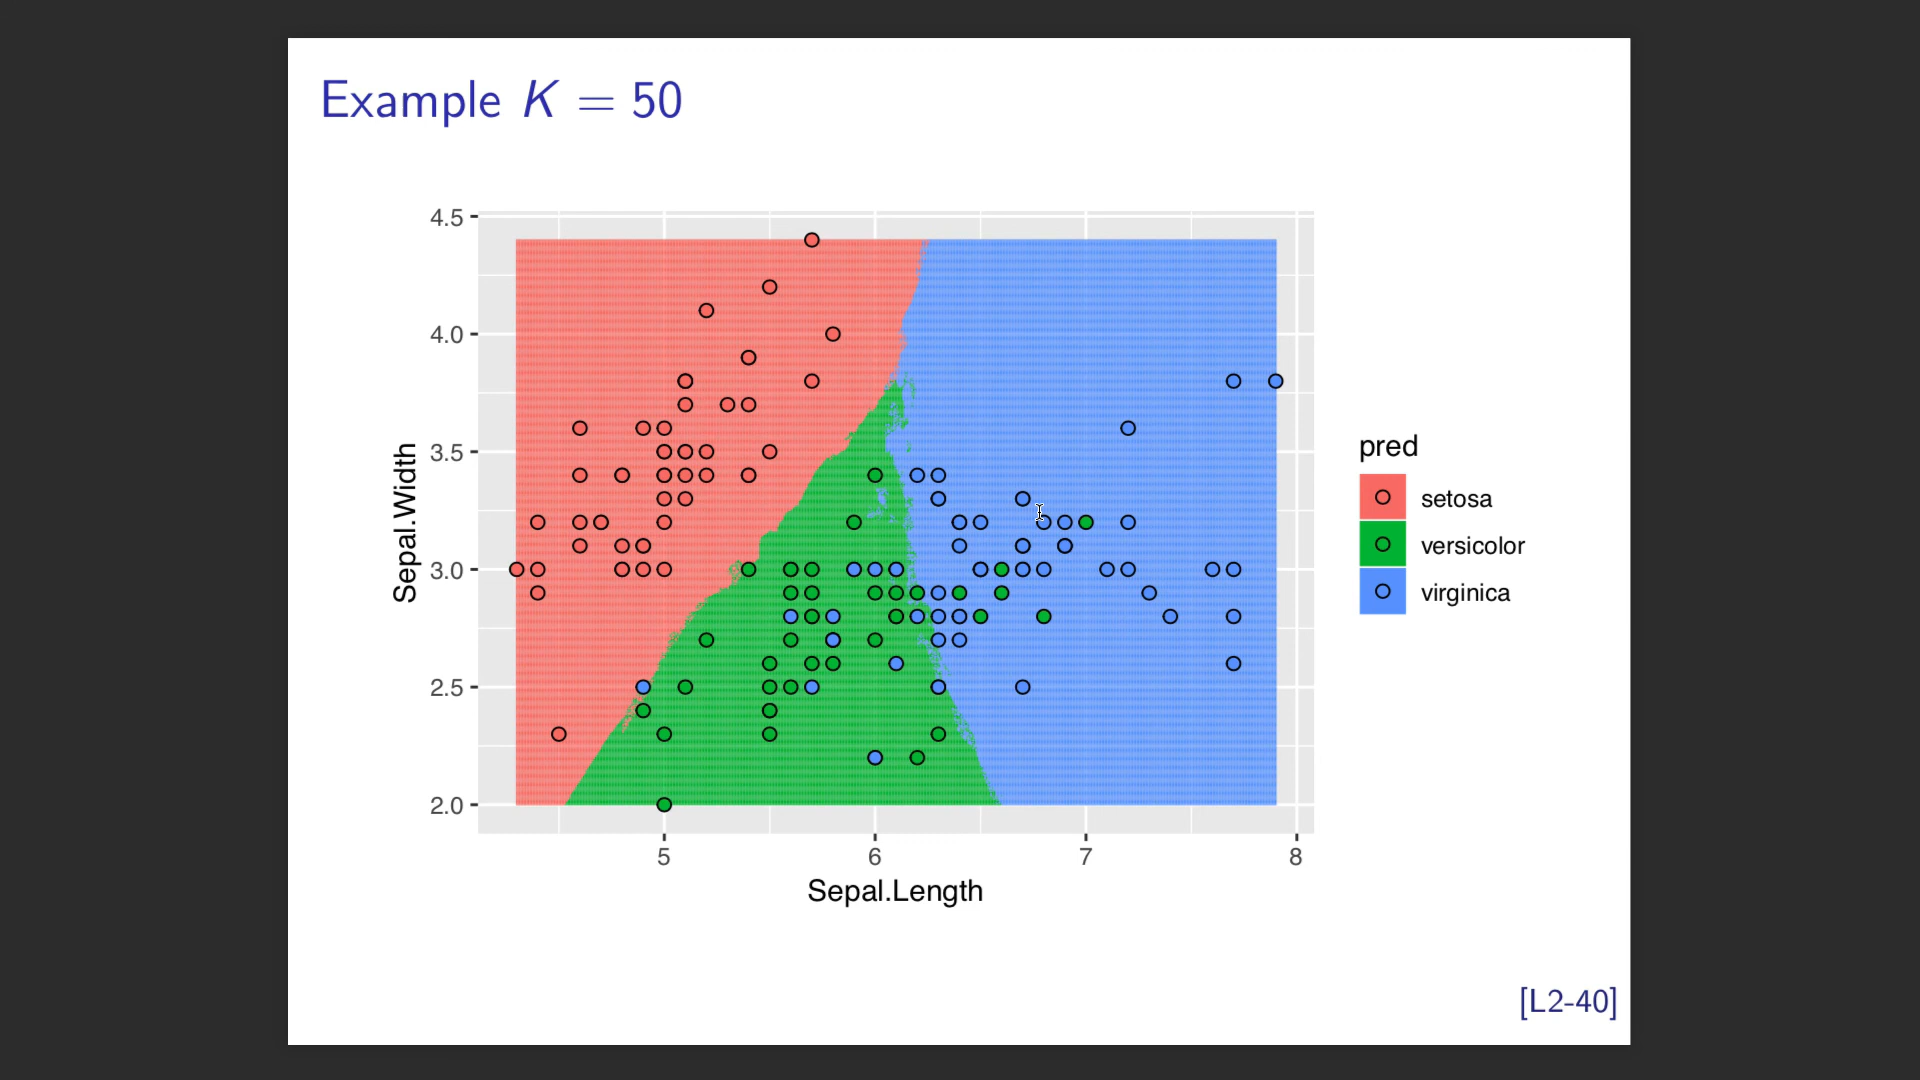 Example K = 50
4.5
4.0
3.5
3.0
2.5
2.0
Sepal.Width
5 6 7 8
Sepal.Length
pred
setosa
versicolor
virginica
[L2-40]